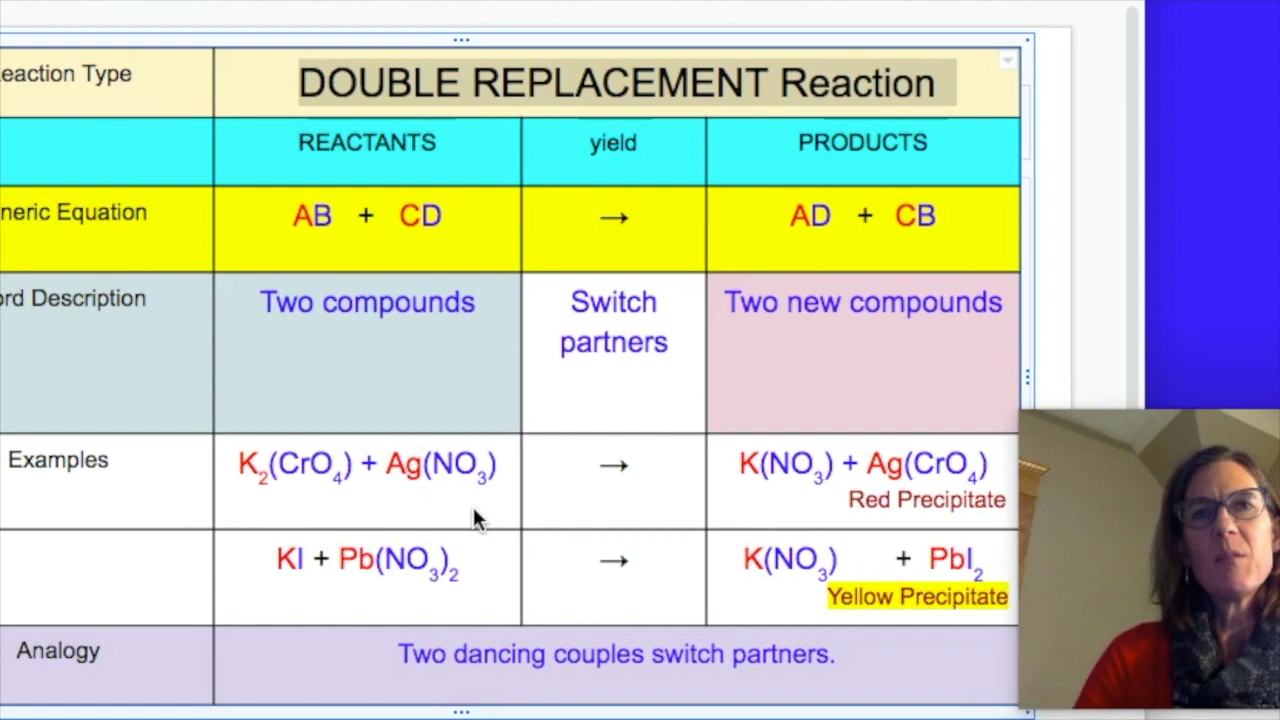 eaction Type
DOUBLE REPLACEMENT Reaction
REACTANTS
yield
PRODUCTS
neric Equation
AB + CD
→
AD + CB
ord Description
Two compounds
Switch
partners
Two new compounds
Examples
K₂(CrO₄) + Ag(NO₃)
→
K(NO₃) + Ag(CrO₄)
Red Precipitate
KI + Pb(NO₃)₂
→
K(NO₃) + PbI₂
Yellow Precipitate
Analogy
Two dancing couples switch partners.